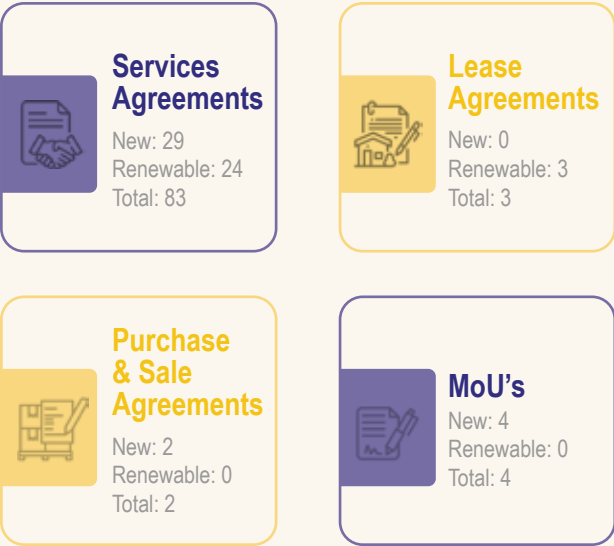 Services
Agreements
New: 29
Renewable: 24
Total: 83
Lease
Agreements
New: 0
Renewable: 3
Total: 3
Purchase
& Sale
Agreements
New: 2
Renewable: 0
Total: 2
MoU's
New: 4
Renewable: 0
Total: 4